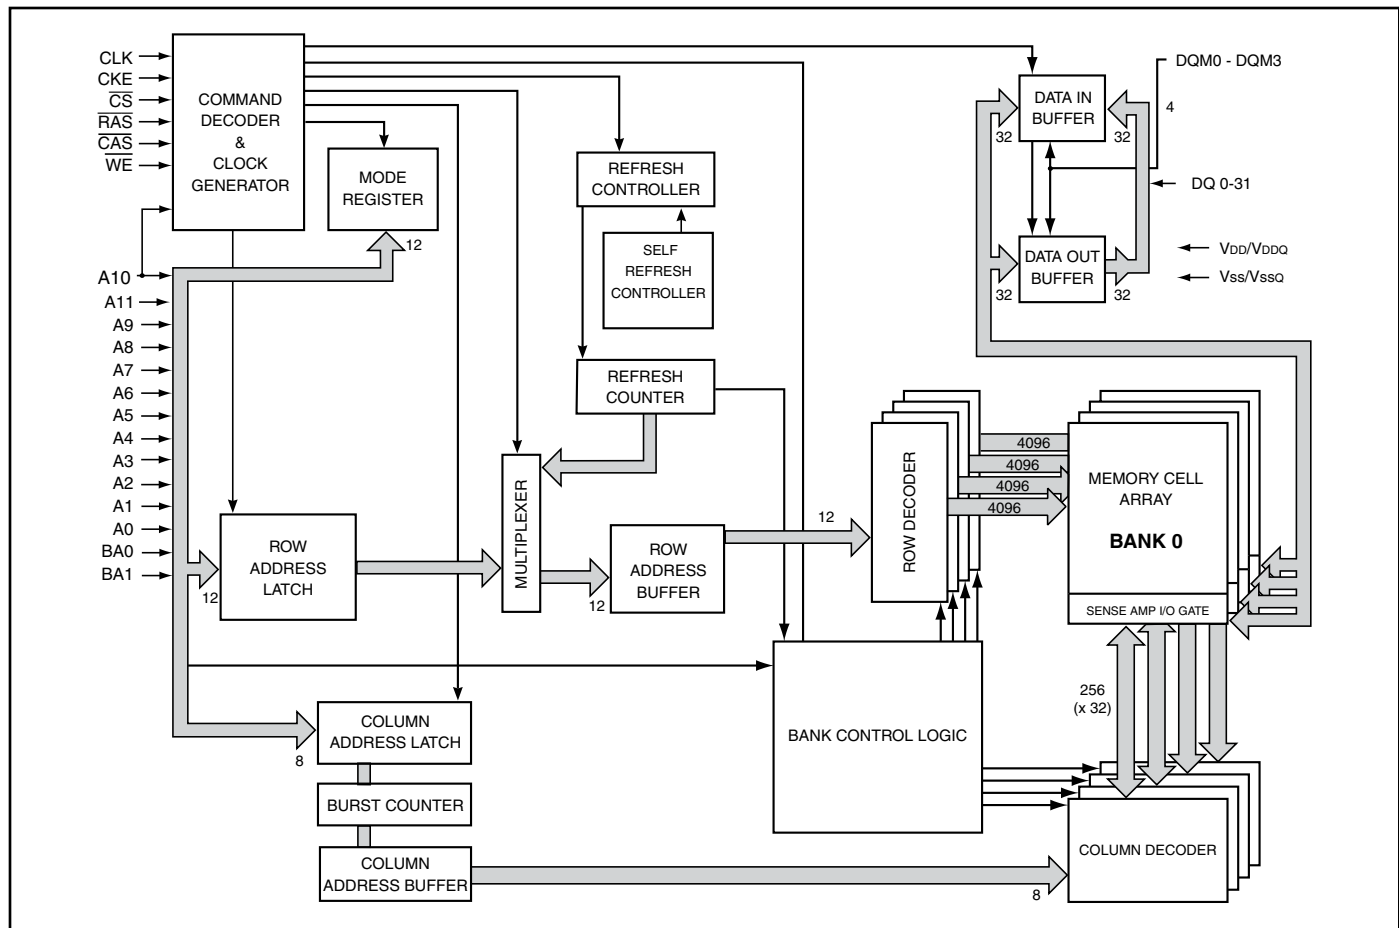 CLK
CKE
CS
RAS
CAS
WE
A10
A11
A9
A8
A7
A6
A5
A4
A3
A2
A1
A0
BA0
BA1
COMMAND
DECODER
&
CLOCK
GENERATOR
MODE
REGISTER
12
REFRESH
CONTROLLER
SELF
REFRESH
CONTROLLER
REFRESH
COUNTER
DATA IN
BUFFER
32
32
DQM0 - DQM3
4
DQ 0-31
VDD/VDDQ
Vss/VssQ
DATA OUT
BUFFER
32
32
ROW
ADDRESS
LATCH
12
MULTIPLEXER
12
ROW
ADDRESS
BUFFER
12
ROW DECODER
4096
4096
4096
4096
MEMORY CELL
ARRAY
BANK 0
SENSE AMP I/O GATE
256
(x 32)
BANK CONTROL LOGIC
COLUMN
ADDRESS LATCH
8
BURST COUNTER
COLUMN
ADDRESS BUFFER
8
COLUMN DECODER